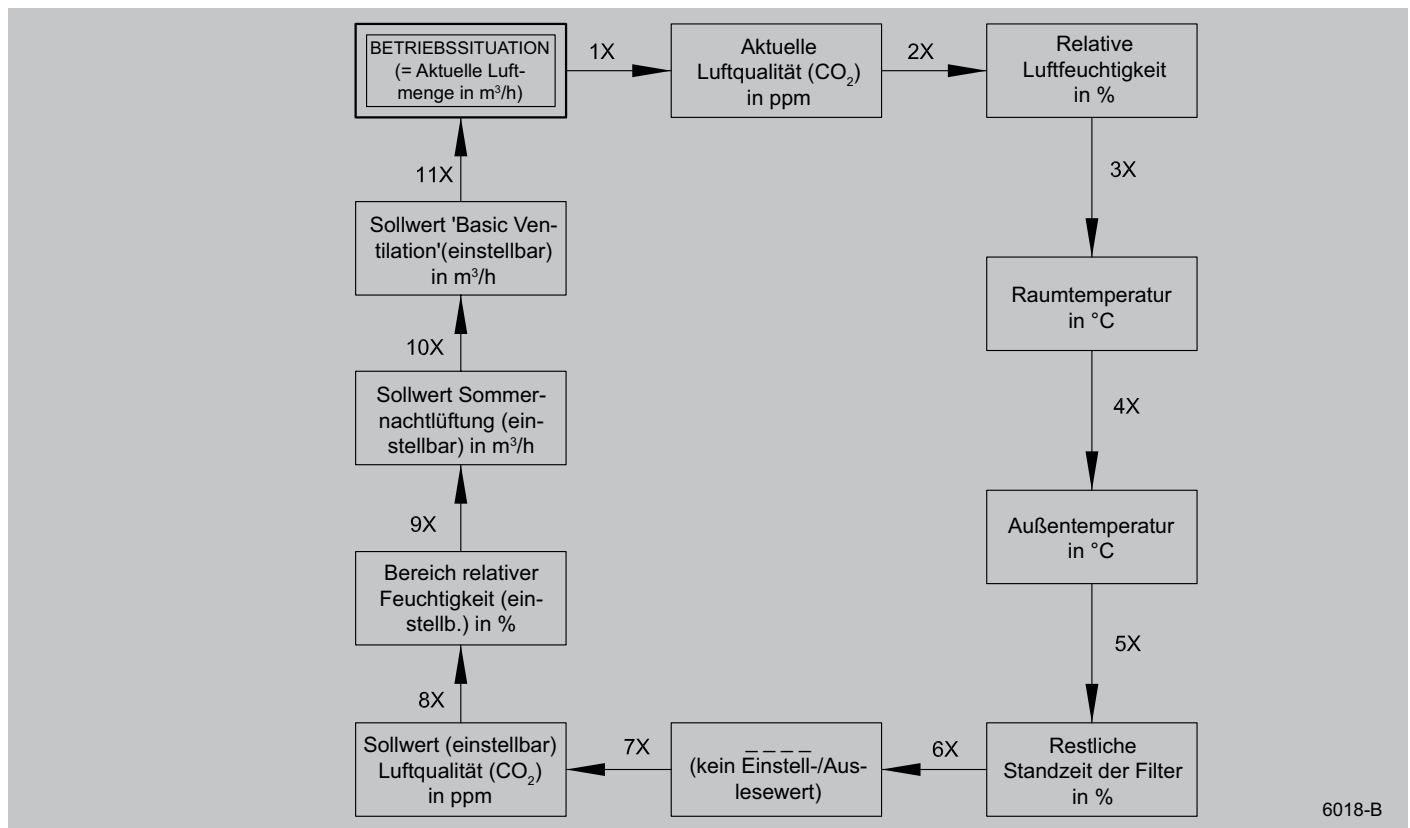 BETRIEBSSITUATION
(= Aktuelle Luft-
menge in m³/h)
1X
Aktuelle
Luftqualität (CO₂)
in ppm
2X
Relative
Luftfeuchtigkeit
in %
3X
Raumtemperatur
in °C
4X
Außentemperatur
in °C
5X
Restliche
Standzeit der Filter
in %
6X
_ _ _ _
(kein Einstell-/Aus-
lesewert)
7X
Sollwert (einstellbar)
Luftqualität (CO₂)
in ppm
8X
Bereich relativer
Feuchtigkeit (ein-
stellb.) in %
9X
Sollwert Sommer-
nachtlüftung (ein-
stellbar) in m³/h
10X
Sollwert 'Basic Ven-
tilation'(einstellbar)
in m³/h
11X
6018-B